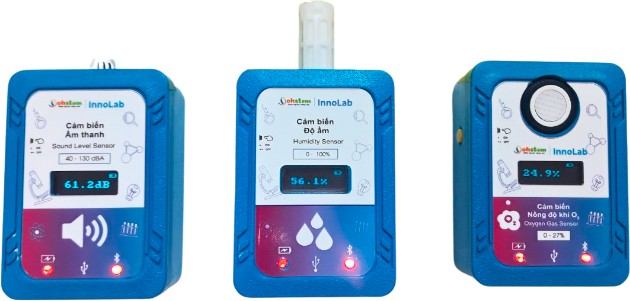 Ohstem InnoLab
Cảm biến
Âm thanh
Sound Level Sensor
40 - 130 dBA
61.2dB
Ohstem InnoLab
Cảm biến
Độ ẩm
Humidity Sensor
0 - 100%
56.1%
Ohstem InnoLab
24.9%
Cảm biến
Nồng độ khí O₂
Oxygen Gas Sensor
0 - 27%